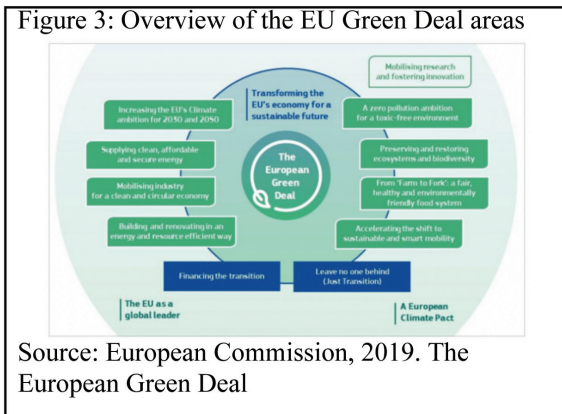 Figure 3: Overview of the EU Green Deal areas
Mobilising research
and fostering innovation
Transforming the
EU's economy for a
sustainable future
Increasing the EU's Climate
ambition for 2030 and 2050
A zero pollution ambition
for a toxic-free environment
Supplying clean, affordable
and secure energy
Preserving and restoring
ecosystems and biodiversity
The
European
Green
Deal
Mobilising industry
for a clean and circular economy
From 'Farm to Fork': a fair,
healthy and environmentally
friendly food system
Building and renovating in an
energy and resource efficient way
Accelerating the shift to
sustainable and smart mobility
Financing the transition
Leave no one behind
(Just Transition)
The EU as a
global leader
A European
Climate Pact
Source: European Commission, 2019. The
European Green Deal